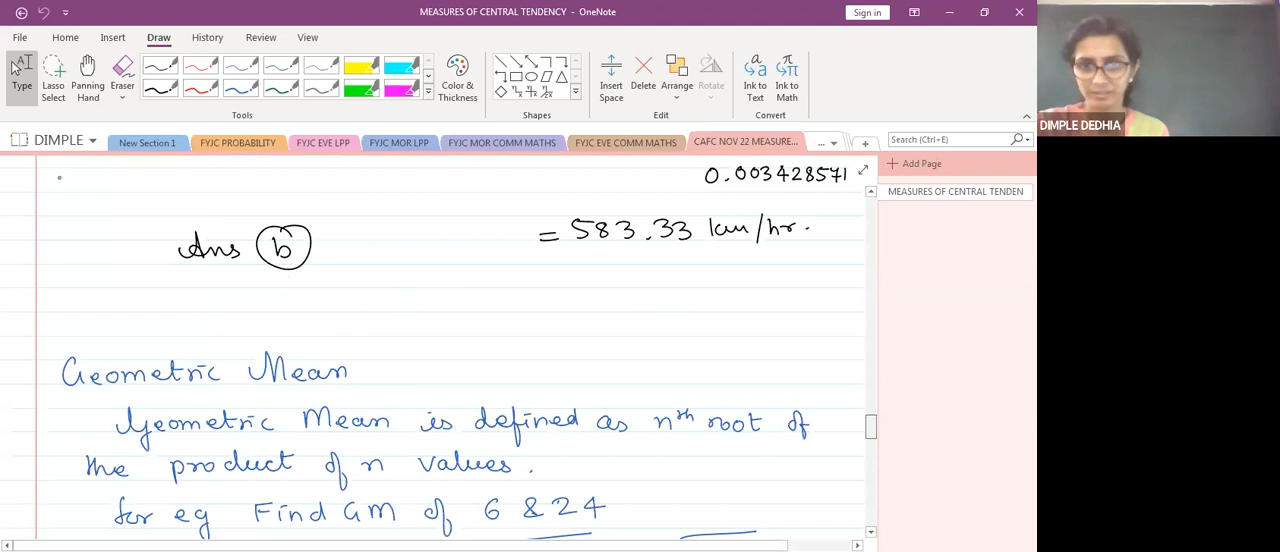 MEASURES OF CENTRAL TENDENCY - OneNote
Sign in
File Home Insert Draw History Review View
Type
Lasso Select
Panning Hand
Eraser
Color & Thickness
Insert Space
Delete
Arrange
Rotate
Ink to Text
Ink to Math
Tools
Shapes
Edit
Convert
DIMPLE
New Section 1
FYJC PROBABILITY
FYJC EVE LPP
FYJC MOR LPP
FYJC MOR COMM MATHS
FYJC EVE COMM MATHS
CAFC NOV 22 MEASURE...
...
Search (Ctrl+E)
Add Page
MEASURES OF CENTRAL TENDEN
DIMPLE DEDHIA
0.003428571
= 583.33 km/hr.
Ans b
Geometric Mean
Geometric Mean is defined as nth root of
the product of n values.
for eg Find GM of 6 & 24